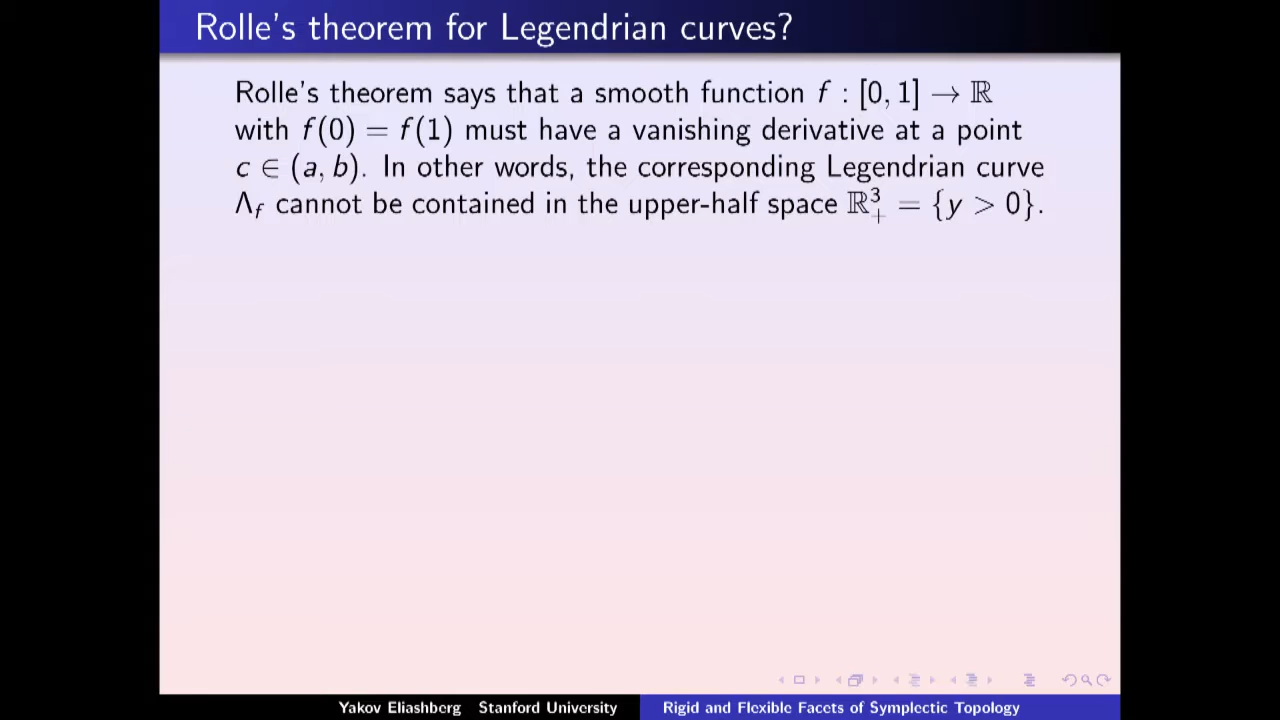 Rolle's theorem for Legendrian curves?
Rolle's theorem says that a smooth function f : [0, 1] → ℝ
with f(0) = f(1) must have a vanishing derivative at a point
c ∈ (a, b). In other words, the corresponding Legendrian curve
Λ_f cannot be contained in the upper-half space ℝ³₊ = {y > 0}.
Yakov Eliashberg Stanford University
Rigid and Flexible Facets of Symplectic Topology